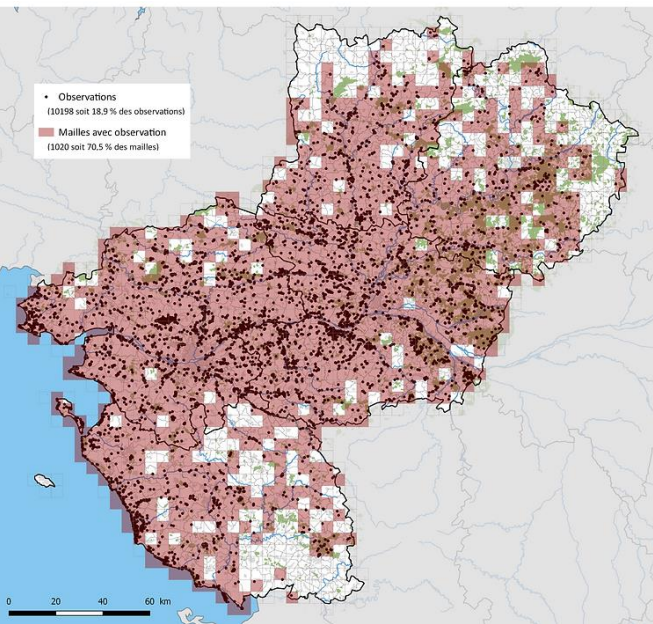 Observations
(10198 soit 18,9 % des observations)
Mailles avec observation
(1020 soit 70,5 % des mailles)
0 20 40 60 km